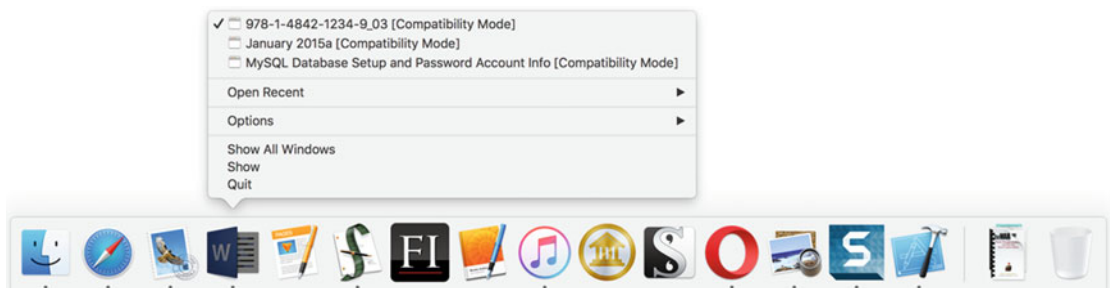 978-1-4842-1234-9_03 [Compatibility Mode]
January 2015a [Compatibility Mode]
MySQL Database Setup and Password Account Info [Compatibility Mode]
Open Recent
Options
Show All Windows
Show
Quit
W
PAGES
FI
S
S